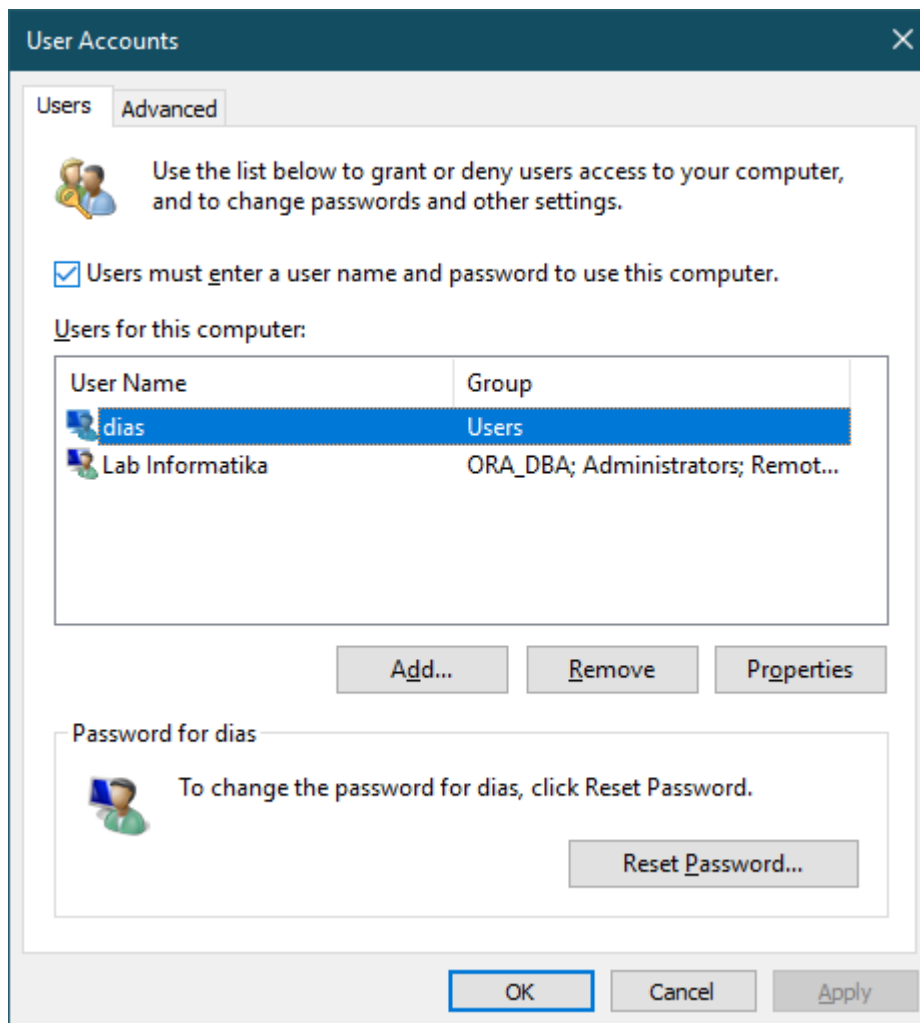 User Accounts
Users
Advanced
Use the list below to grant or deny users access to your computer,
and to change passwords and other settings.
Users must enter a user name and password to use this computer.
Users for this computer:
User Name Group
dias Users
Lab Informatika ORA_DBA; Administrators; Remot...
Add... Remove Properties
Password for dias
To change the password for dias, click Reset Password.
Reset Password...
OK Cancel Apply